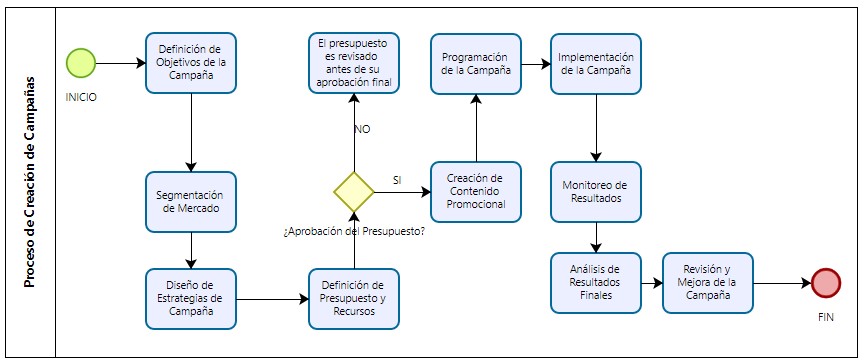 Proceso de Creación de Campañas
INICIO
Definición de
Objetivos de la
Campaña
Segmentación
de Mercado
Diseño de
Estrategias de
Campaña
Definición de
Presupuesto y
Recursos
¿Aprobación del Presupuesto?
NO
El presupuesto
es revisado
antes de su
aprobación final
SI
Creación de
Contenido
Promocional
Programación
de la Campaña
Implementación
de la Campaña
Monitoreo de
Resultados
Análisis de
Resultados
Finales
Revisión y
Mejora de la
Campaña
FIN